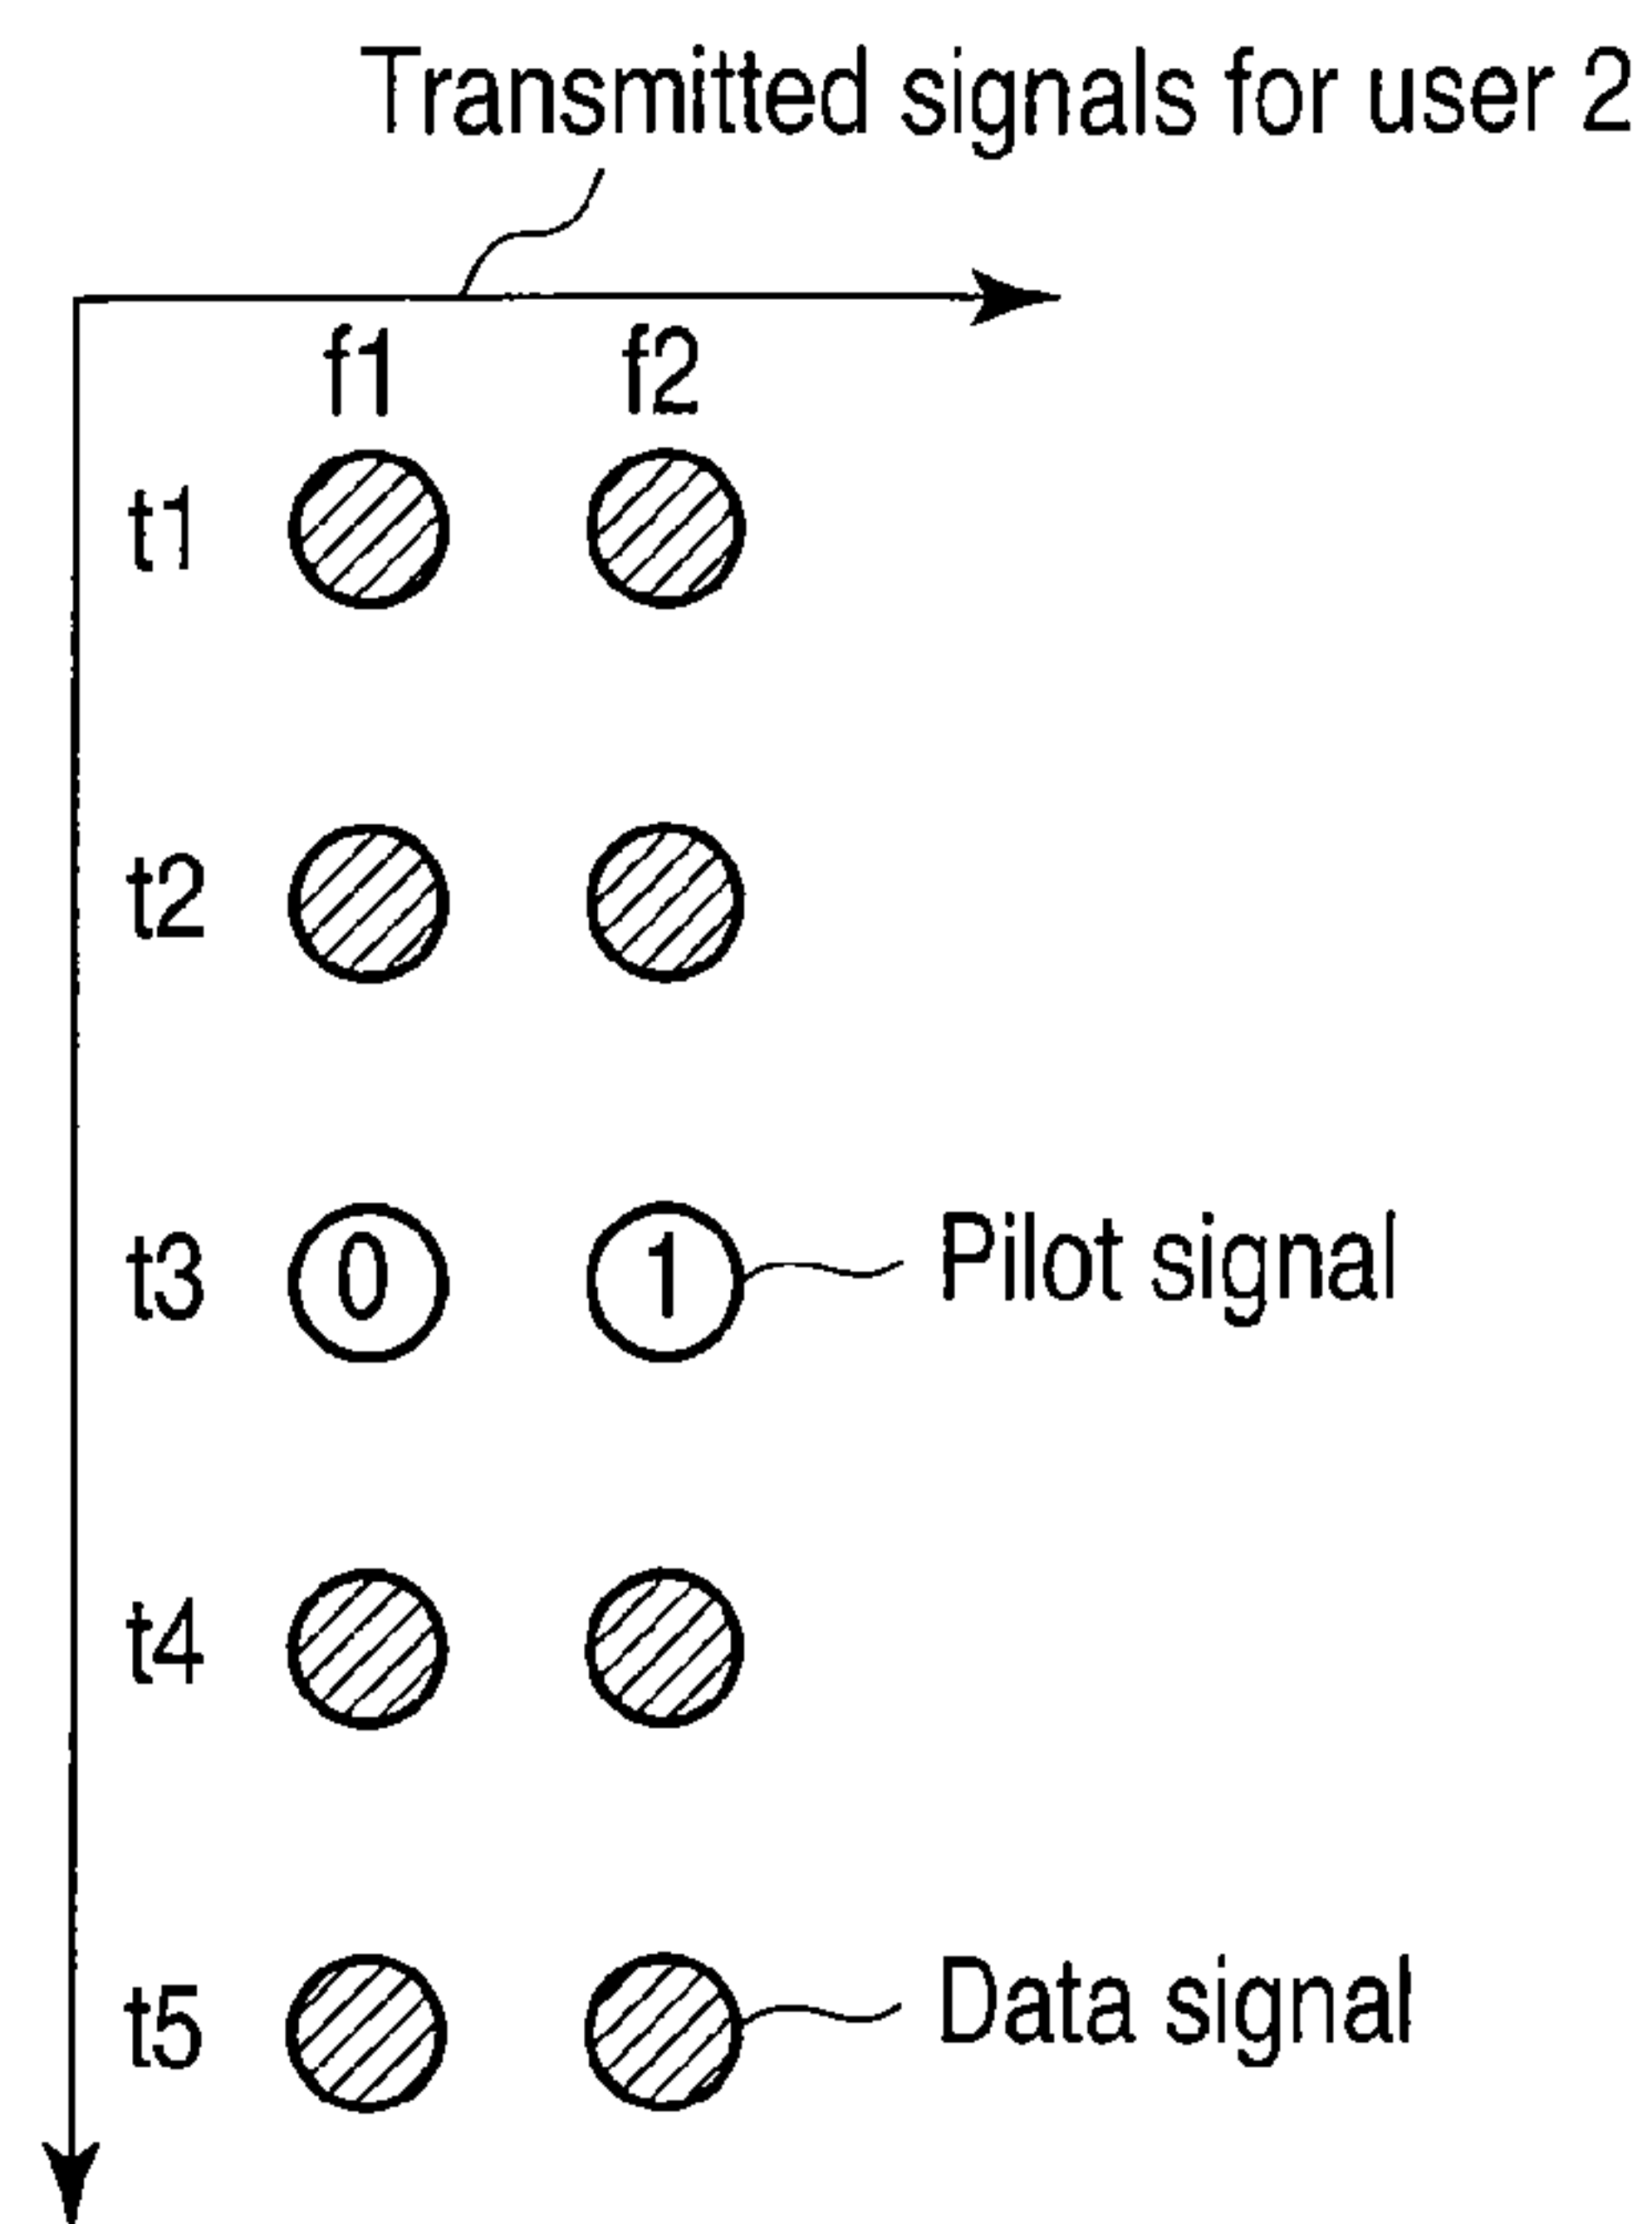 Transmitted signals for user 2
f1 f2
t1
t2
t3 0 1 Pilot signal
t4
t5 Data signal